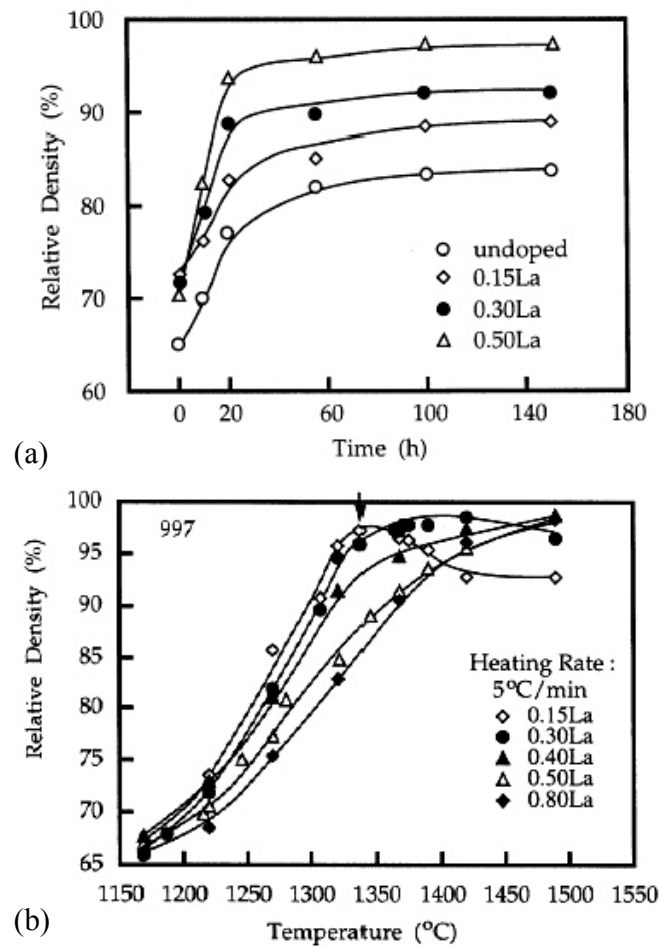 100
90
80
70
60
Relative Density (%)
undoped
0.15La
0.30La
0.50La
0 20 60 100 140 180
Time (h)
(a)
100
95
90
85
80
75
70
65
Relative Density (%)
997
Heating Rate :
5ºC/min
0.15La
0.30La
0.40La
0.50La
0.80La
1150 1200 1250 1300 1350 1400 1450 1500
Temperature (ºC)
(b)